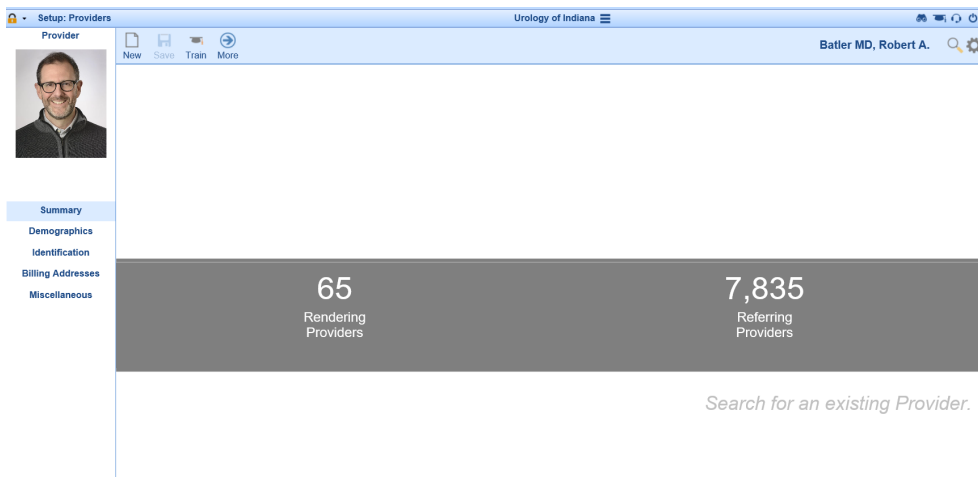 Setup: Providers
Urology of Indiana
Provider
New
Save
Train
More
Batler MD, Robert A.
Summary
Demographics
Identification
Billing Addresses
Miscellaneous
65
Rendering
Providers
7,835
Referring
Providers
Search for an existing Provider.